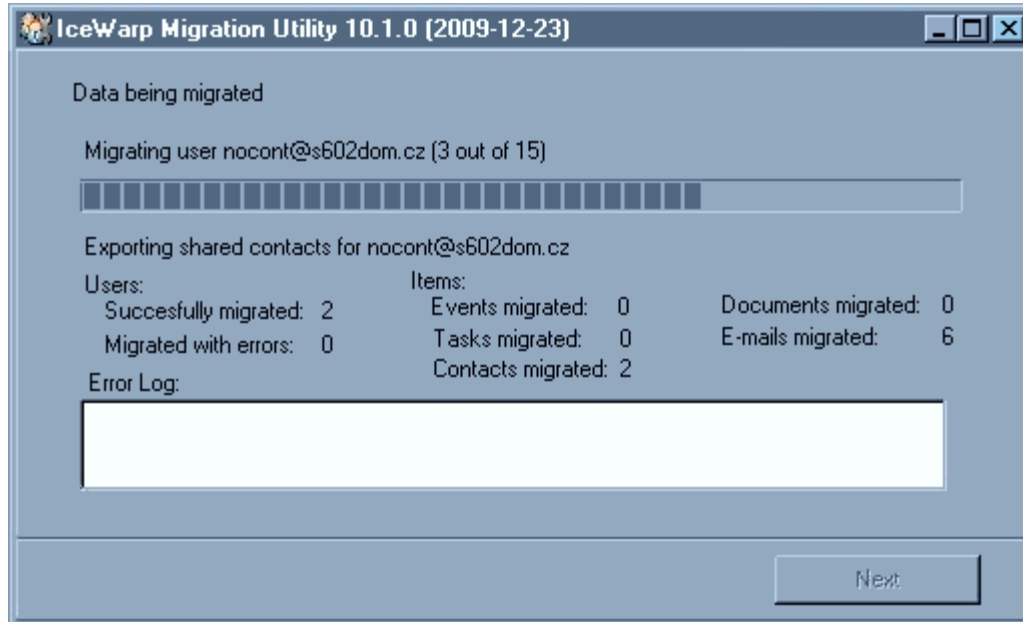 IceWarp Migration Utility 10.1.0 (2009-12-23)
Data being migrated
Migrating user nocont@s602dom.cz (3 out of 15)
Exporting shared contacts for nocont@s602dom.cz
Users:
Succesfully migrated: 2
Migrated with errors: 0
Items:
Events migrated: 0
Tasks migrated: 0
Contacts migrated: 2
Documents migrated: 0
E-mails migrated: 6
Error Log:
Next